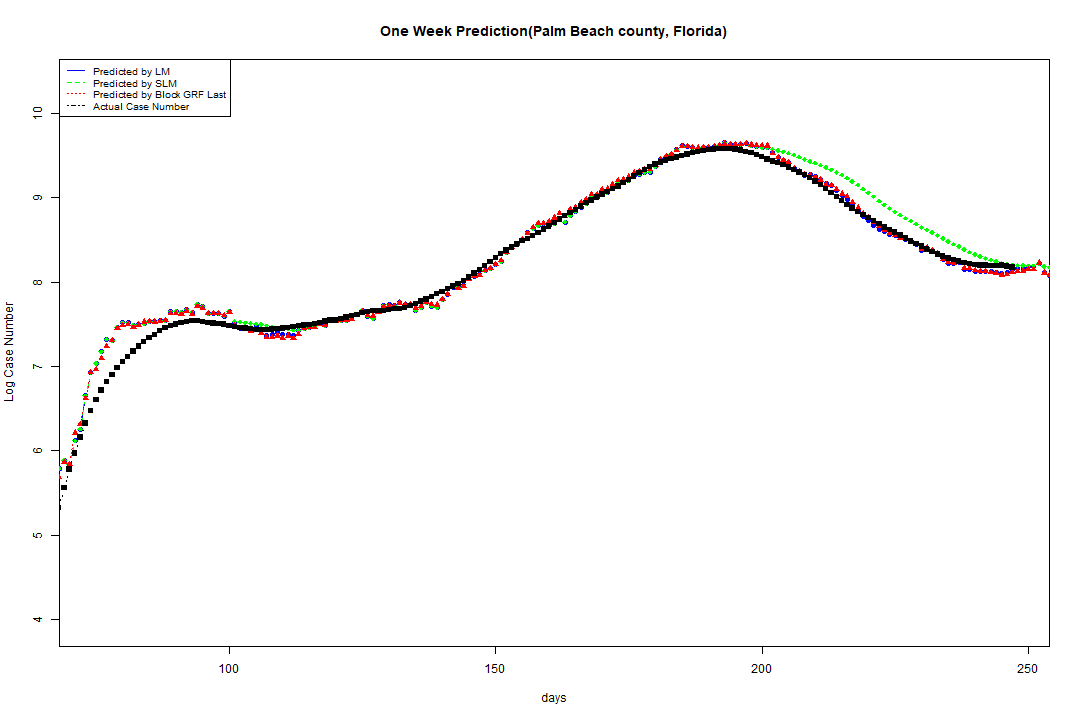 One Week Prediction(Palm Beach county, Florida)
Predicted by LM
Predicted by SLM
Predicted by Block GRF Last
Actual Case Number
10
9
8
7
6
5
4
Log Case Number
100 150 200 250
days